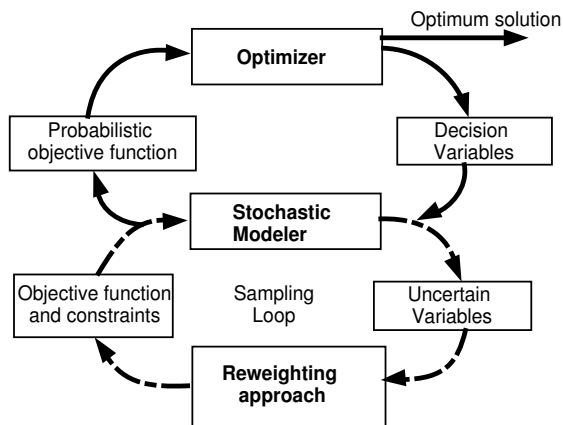 Optimum solution
Optimizer
Probabilistic
objective function
Decision
Variables
Stochastic
Modeler
Objective function
and constraints
Sampling
Loop
Uncertain
Variables
Reweighting
approach